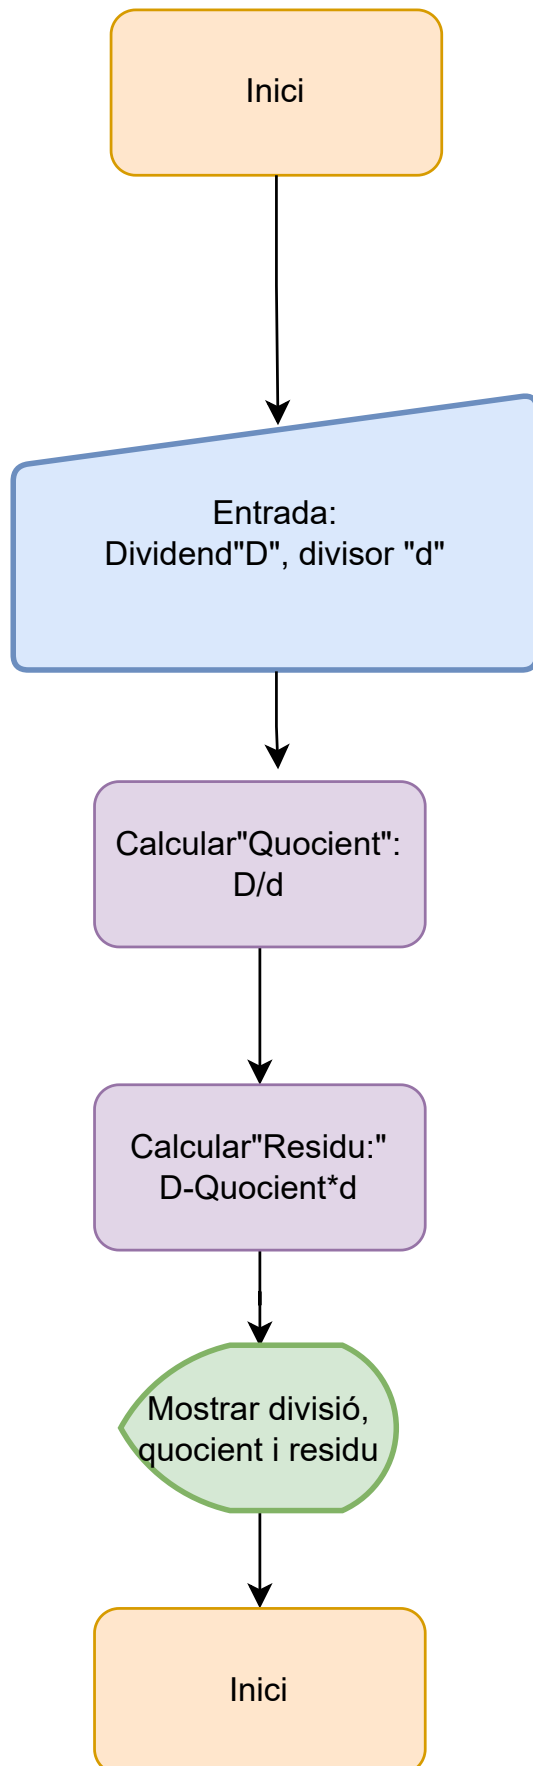 Inici
Entrada:
Dividend"D", divisor "d"
Calcular"Quocient":
D/d
Calcular"Residu:"
D-Quocient*d
Mostrar divisió,
quocient i residu
Inici